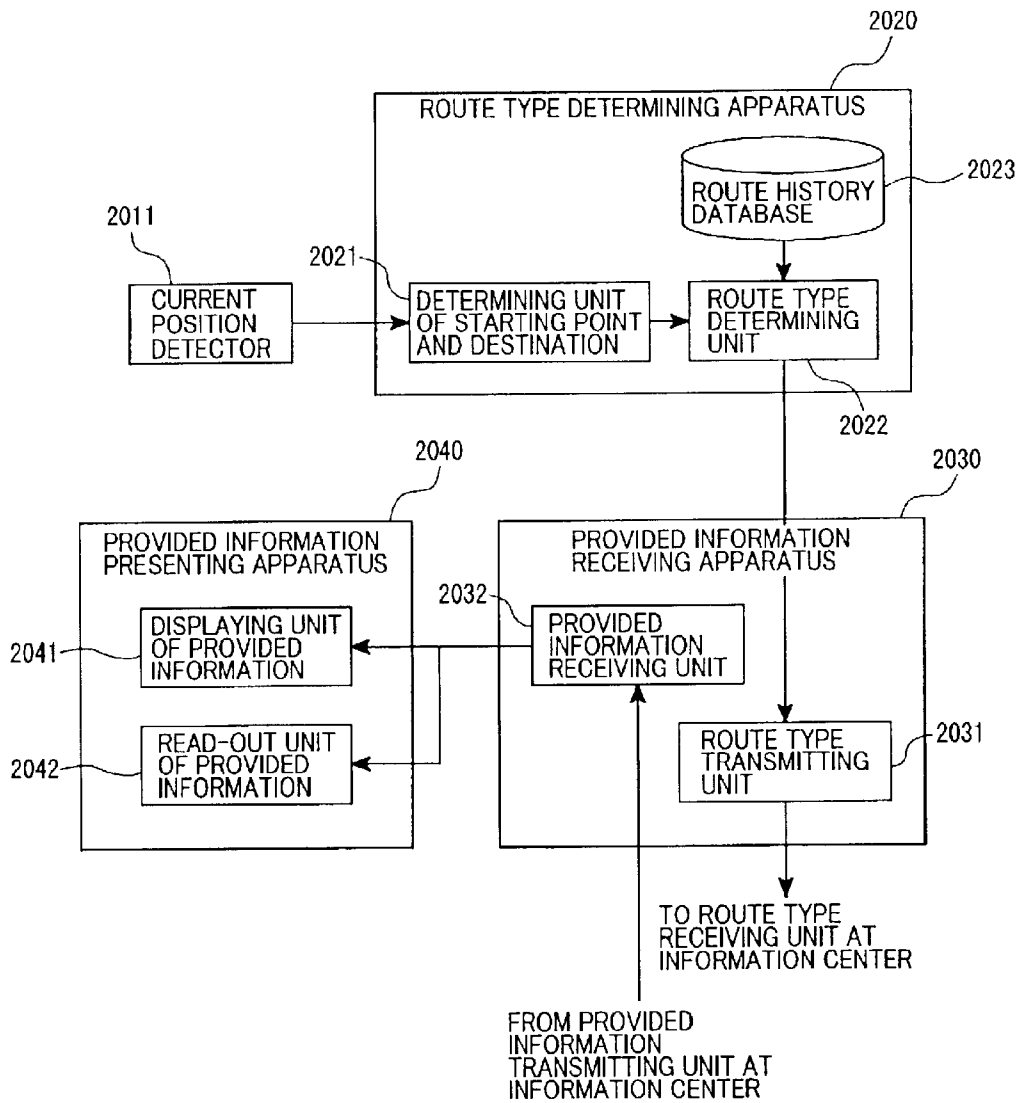 2020
ROUTE TYPE DETERMINING APPARATUS
ROUTE HISTORY
DATABASE
2023
2011
CURRENT
POSITION
DETECTOR
2021
DETERMINING UNIT
OF STARTING POINT
AND DESTINATION
ROUTE TYPE
DETERMINING
UNIT
2022
2040
PROVIDED INFORMATION
PRESENTING APPARATUS
2041
DISPLAYING UNIT
OF PROVIDED
INFORMATION
2042
READ-OUT UNIT
OF PROVIDED
INFORMATION
2030
PROVIDED INFORMATION
RECEIVING APPARATUS
2032
PROVIDED
INFORMATION
RECEIVING UNIT
ROUTE TYPE
TRANSMITTING
UNIT
2031
TO ROUTE TYPE
RECEIVING UNIT AT
INFORMATION CENTER
FROM PROVIDED
INFORMATION
TRANSMITTING UNIT AT
INFORMATION CENTER